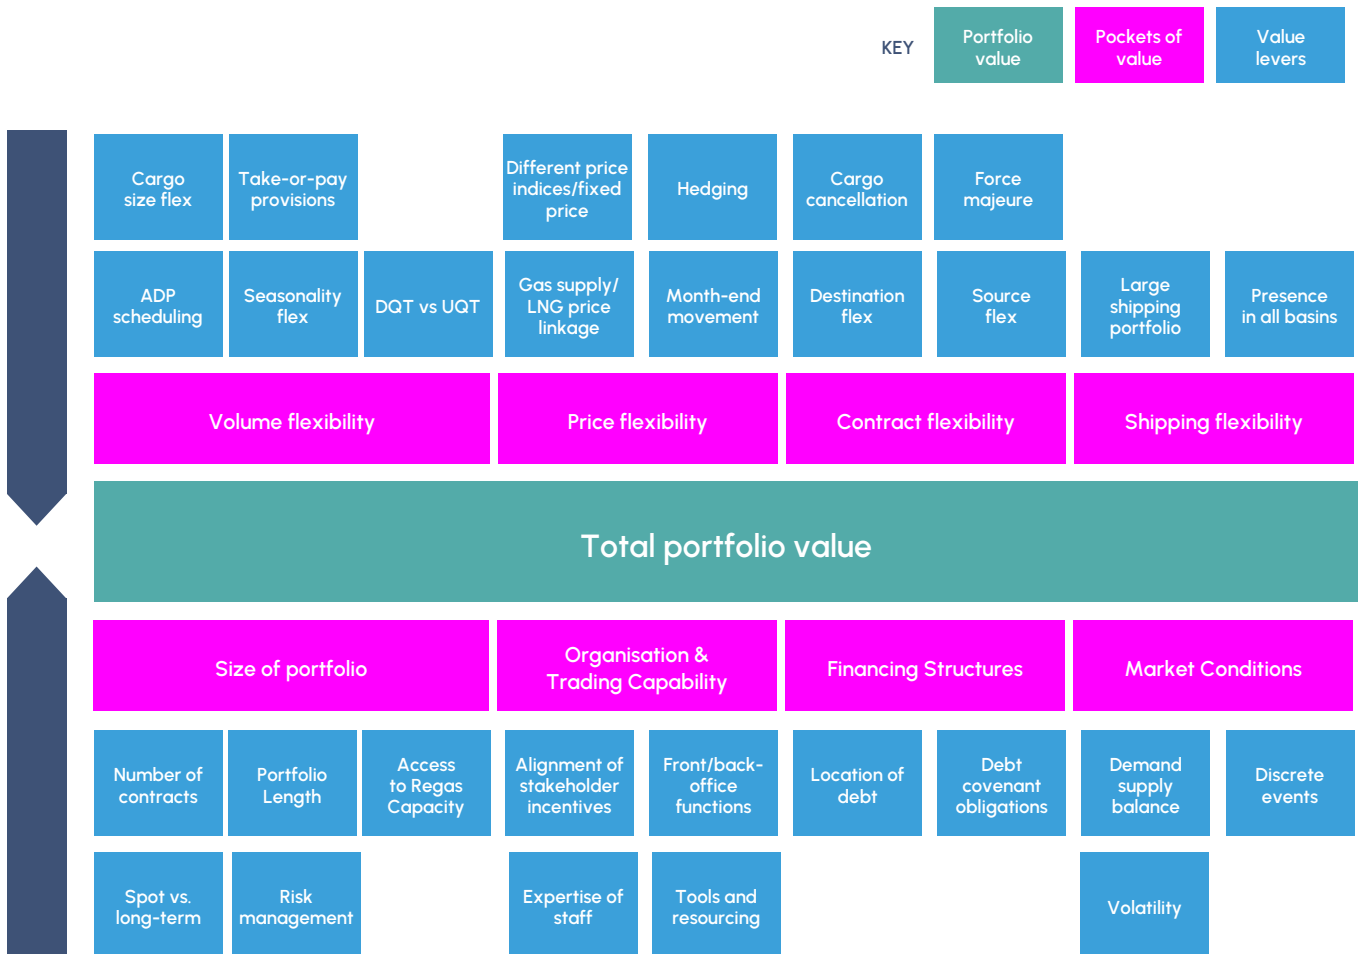 KEY
Portfolio
value
Pockets of
value
Value
levers
Cargo
size flex
Take-or-pay
provisions
Different price
indices/fixed
price
Hedging
Cargo
cancellation
Force
majeure
ADP
scheduling
Seasonality
flex
DQT vs UQT
Gas supply/
LNG price
linkage
Month-end
movement
Destination
flex
Source
flex
Large
shipping
portfolio
Presence
in all basins
Volume flexibility
Price flexibility
Contract flexibility
Shipping flexibility
Total portfolio value
Size of portfolio
Organisation &
Trading Capability
Financing Structures
Market Conditions
Number of
contracts
Portfolio
Length
Access
to Regas
Capacity
Alignment of
stakeholder
incentives
Front/back-
office
functions
Location of
debt
Debt
covenant
obligations
Demand
supply
balance
Discrete
events
Spot vs.
long-term
Risk
management
Expertise of
staff
Tools and
resourcing
Volatility